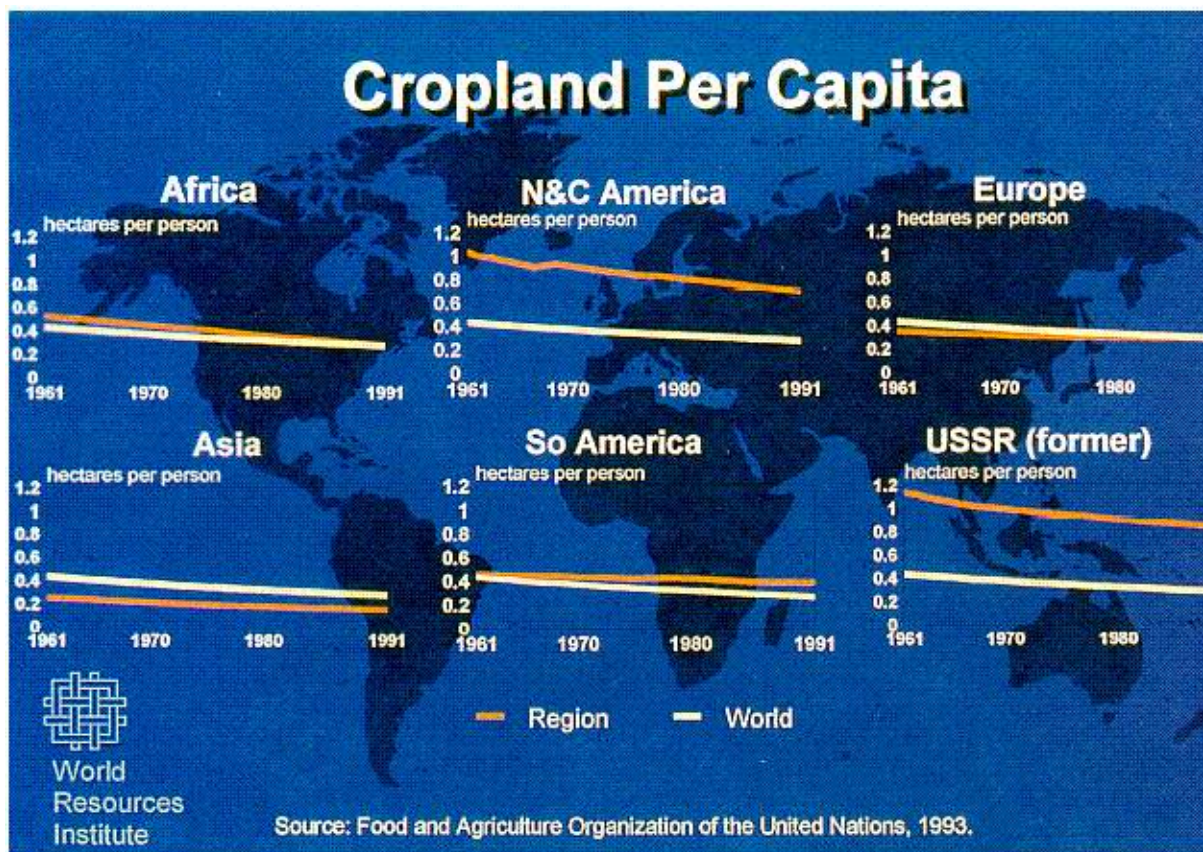 Cropland Per Capita
Africa
hectares per person
1.2
1
0.8
0.6
0.4
0.2
0
1961 1970 1980 1991
N&C America
hectares per person
1.2
1
0.8
0.6
0.4
0.2
0
1961 1970 1980 1991
Europe
hectares per person
1.2
1
0.8
0.6
0.4
0.2
0
1961 1970 1980
Asia
hectares per person
1.2
1
0.8
0.6
0.4
0.2
0
1961 1970 1980 1991
So America
hectares per person
1.2
1
0.8
0.6
0.4
0.2
0
1961 1970 1980 1991
USSR (former)
hectares per person
1.2
1
0.8
0.6
0.4
0.2
0
1961 1970 1980
Region World
World
Resources
Institute
Source: Food and Agriculture Organization of the United Nations, 1993.